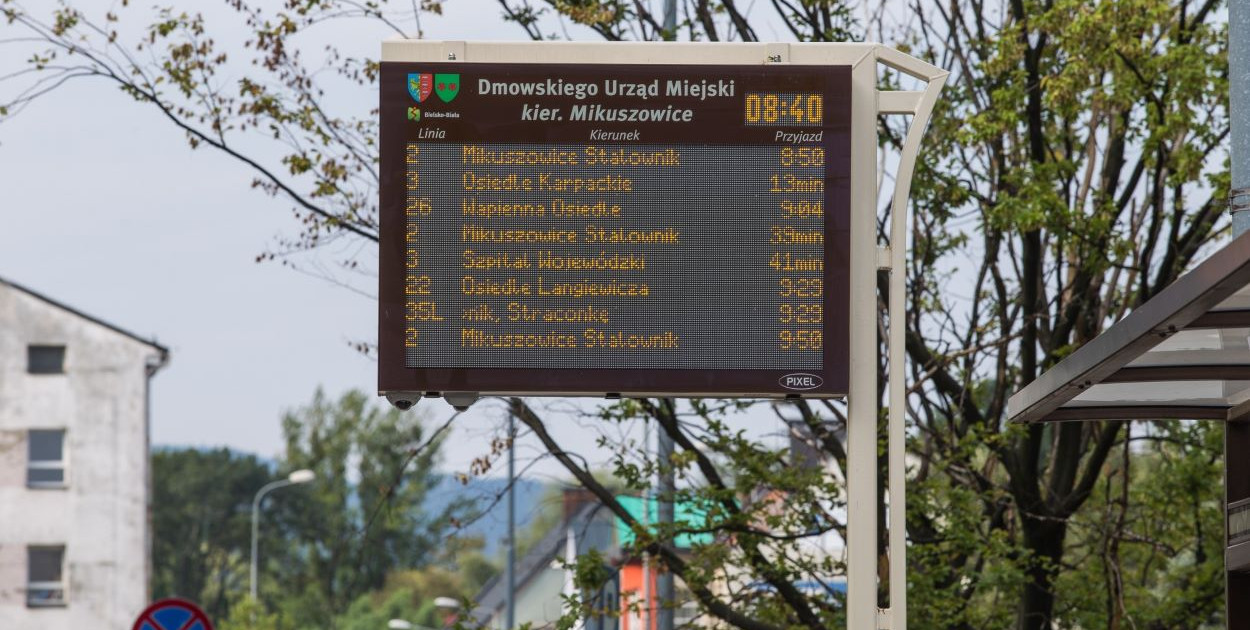 Dmowskiego Urząd Miejski
kier. Mikuszowice
08:40
Bielsko-Biała
Linia Kierunek Przyjazd
2 Mikuszowice Stalownik 8:50
3 Osiedle Karpackie 13min
26 Wapienna Osiedle 9:04
2 Mikuszowice Stalownik 39min
3 Szpital Wojewódzki 41min
22 Osiedle Langiewicza 9:29
35L nik, Straconkę 9:29
2 Mikuszowice Stalownik 9:50
PIXEL